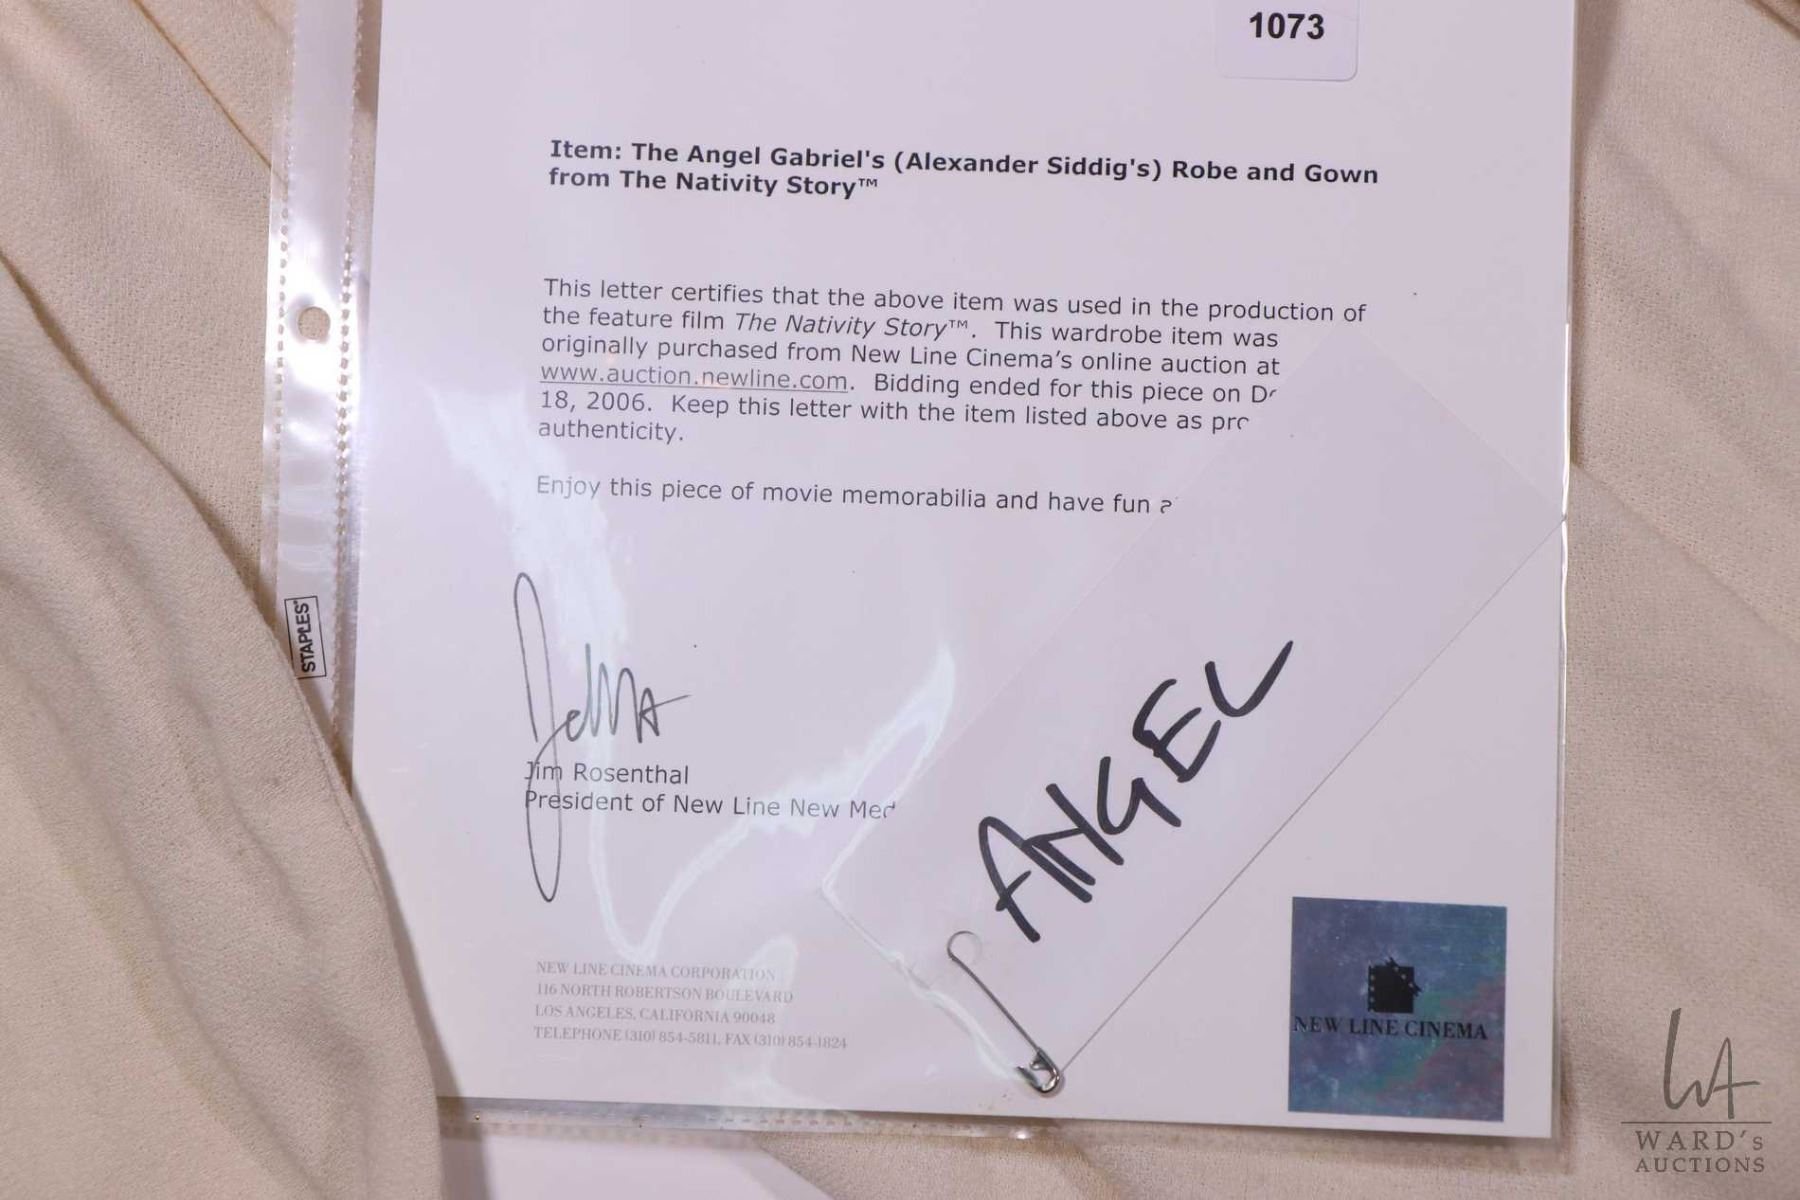 1073
Item: The Angel Gabriel's (Alexander Siddig's) Robe and Gown
from The Nativity Story™
This letter certifies that the above item was used in the production of
the feature film The Nativity Story™. This wardrobe item was
originally purchased from New Line Cinema's online auction at
www.auction.newline.com. Bidding ended for this piece on
18, 2006. Keep this letter with the item listed above as
authenticity.
Enjoy this piece of movie memorabilia and have fun
STAPLES
Jim Rosenthal
President of New Line New
ANGEL
NEW LINE CINEMA CORPORATION
116 NORTH ROBERTSON BOULEVARD
LOS ANGELES, CALIFORNIA 90048
TELEPHONE (310) 854-5811, FAX (310) 854-1824
NEW LINE CINEMA
WA
WARD's
AUCTIONS